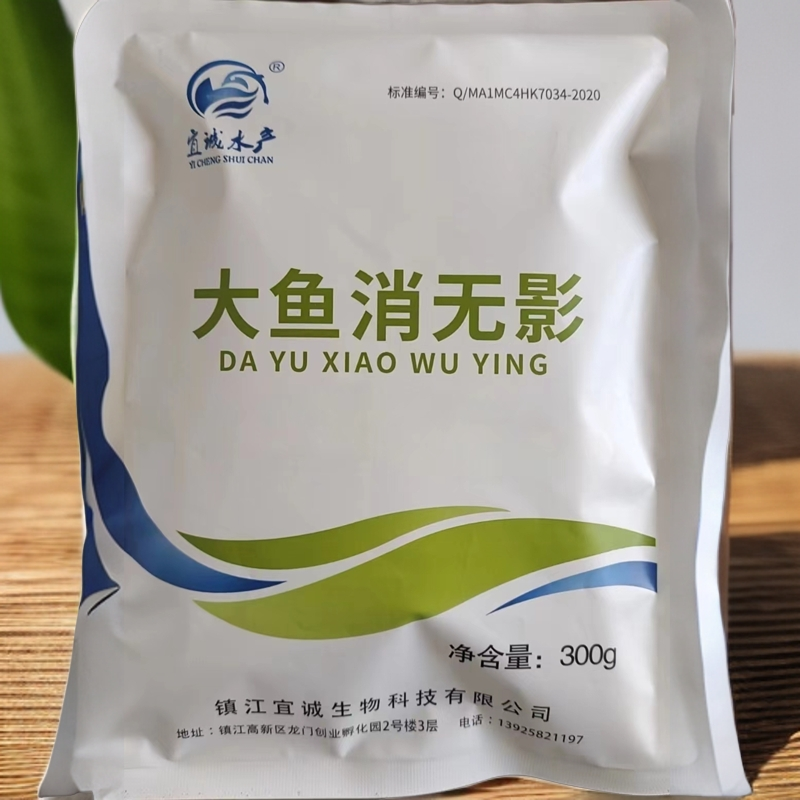 ®
标准编号：Q/MA1MC4HK7034-2020
宜诚水产
YI CHENG SHUI CHAN
大鱼消无影
DA YU XIAO WU YING
净含量：300g
镇江宜诚生物科技有限公司
地址：镇江高新区龙门创业孵化园2号楼3层 电话：13925821197